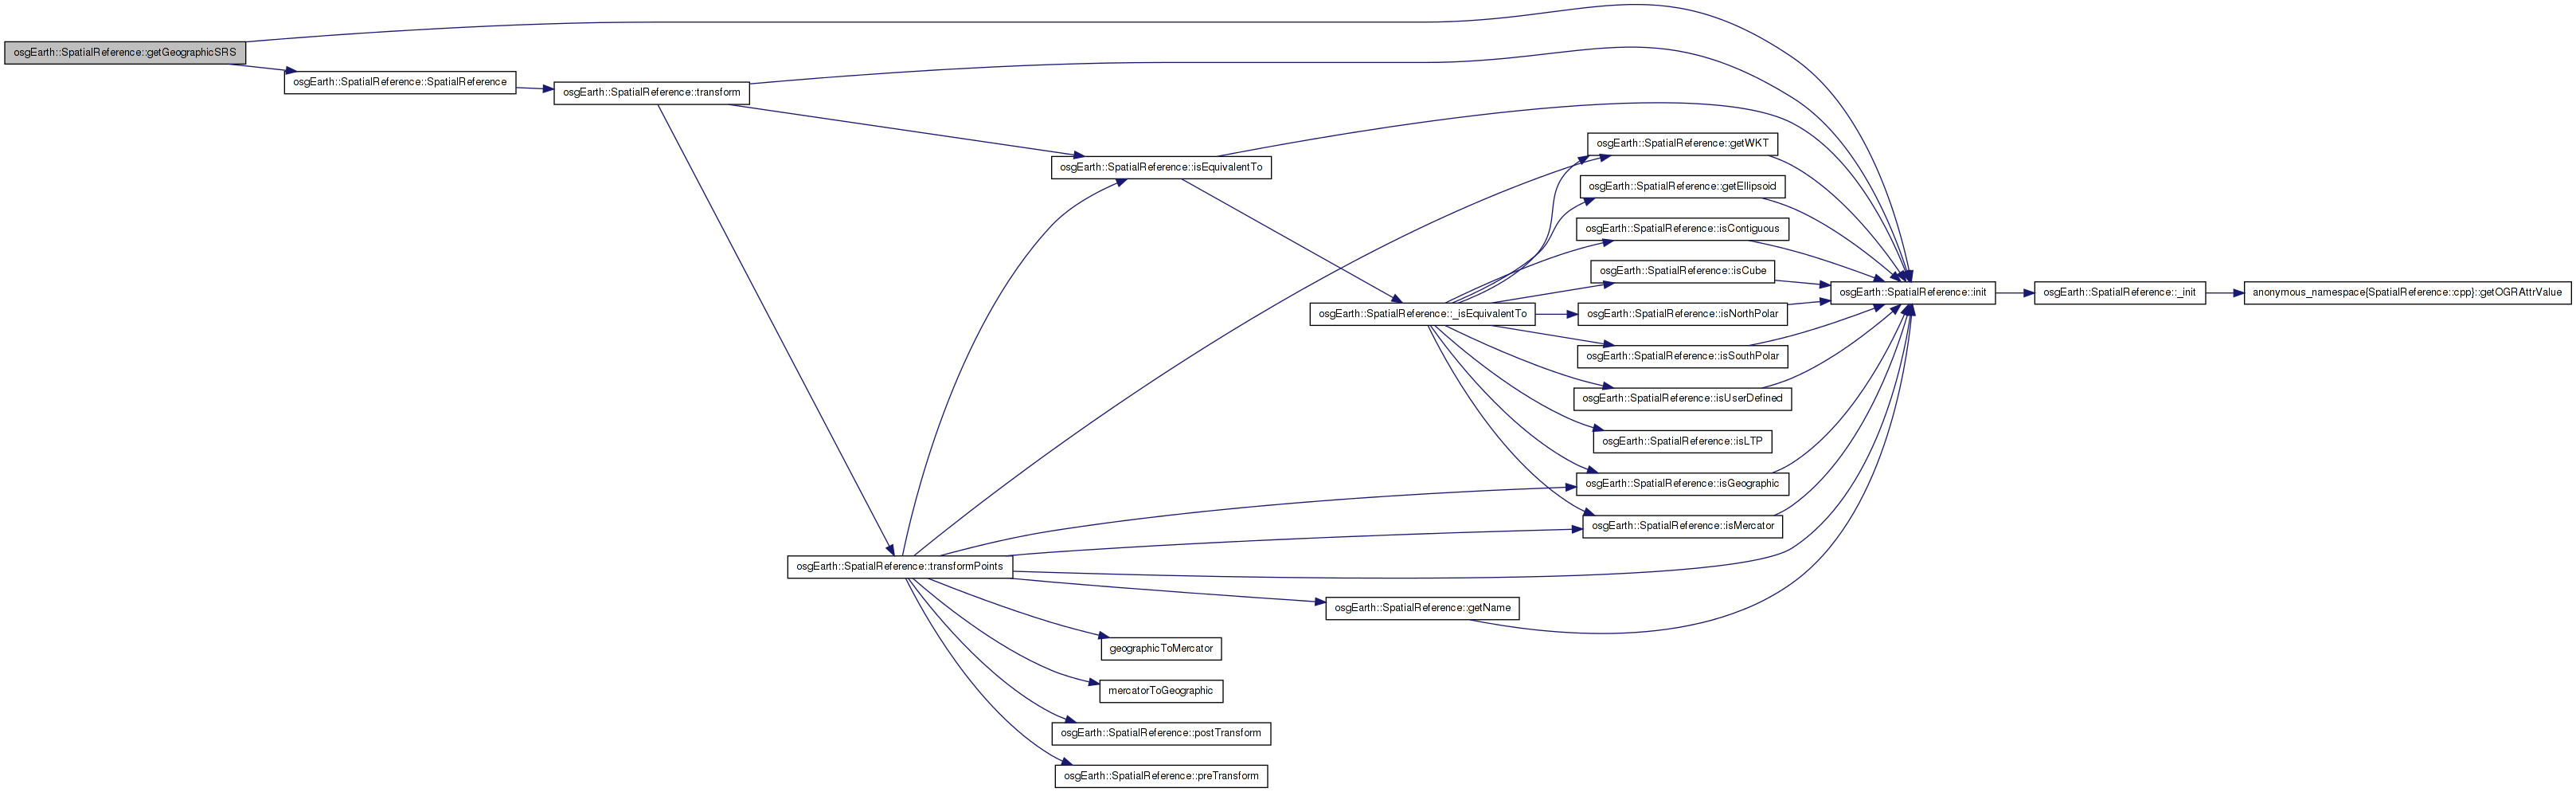 osgEarth::SpatialReference::getGeographicSRS
osgEarth::SpatialReference::SpatialReference
osgEarth::SpatialReference::transform
osgEarth::SpatialReference::isEquivalentTo
osgEarth::SpatialReference::_isEquivalentTo
osgEarth::SpatialReference::getWKT
osgEarth::SpatialReference::getEllipsoid
osgEarth::SpatialReference::isContiguous
osgEarth::SpatialReference::isCube
osgEarth::SpatialReference::isNorthPolar
osgEarth::SpatialReference::isSouthPolar
osgEarth::SpatialReference::isUserDefined
osgEarth::SpatialReference::isLTP
osgEarth::SpatialReference::isGeographic
osgEarth::SpatialReference::isMercator
osgEarth::SpatialReference::init
osgEarth::SpatialReference::_init
anonymous_namespace{SpatialReference::cpp}::getOGRAttrValue
osgEarth::SpatialReference::transformPoints
osgEarth::SpatialReference::getName
geographicToMercator
mercatorToGeographic
osgEarth::SpatialReference::postTransform
osgEarth::SpatialReference::preTransform